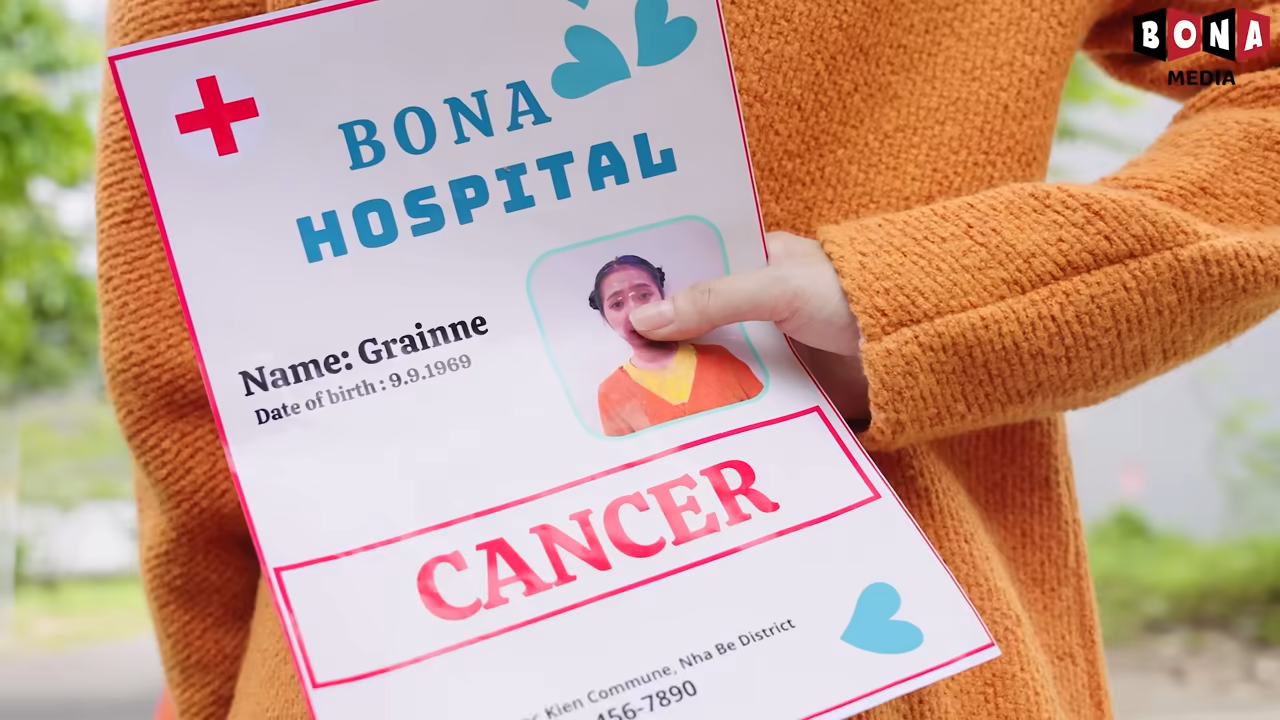 BONA
MEDIA
BONA
HOSPITAL
Name: Grainne
Date of birth : 9.9.1969
CANCER
Kien Commune, Nha Be District
456-7890